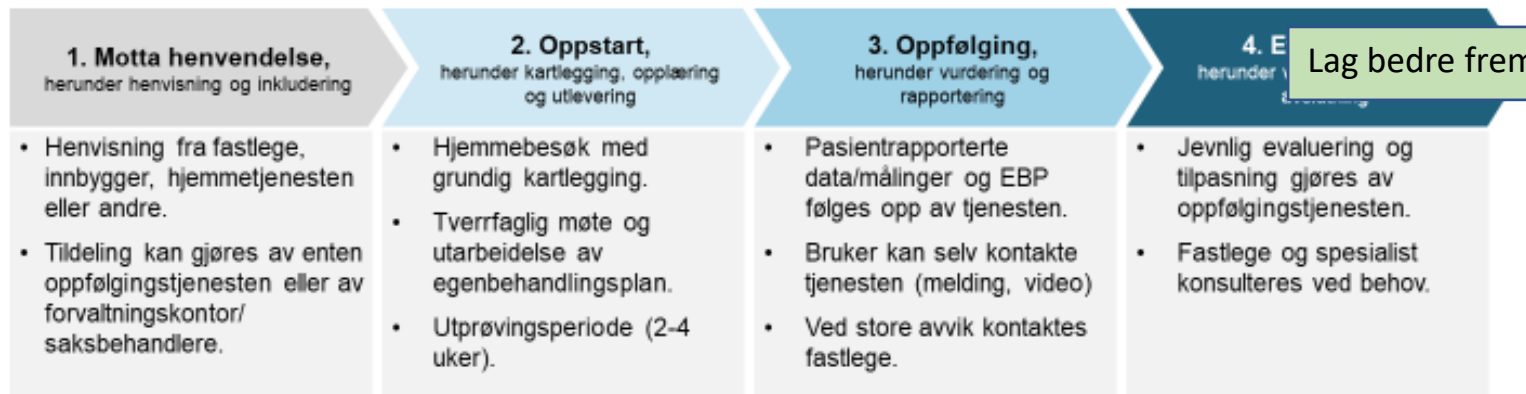 1. Motta henvendelse,
herunder henvisning og inkludering
• Henvisning fra fastlege,
innbygger, hjemmetjenesten
eller andre.
• Tildeling kan gjøres av enten
oppfølgingstjenesten eller av
forvaltningskontor/
saksbehandlere.
2. Oppstart,
herunder kartlegging, opplæring
og utlevering
• Hjemmebesøk med
grundig kartlegging.
• Tverrfaglig møte og
utarbeidelse av
egenbehandlingsplan.
• Utprøvingsperiode (2-4
uker).
3. Oppfølging,
herunder vurdering og
rapportering
• Pasientrapporterte
data/målinger og EBP
følges opp av tjenesten.
• Bruker kan selv kontakte
tjenesten (melding, video)
• Ved store avvik kontaktes
fastlege.
4. E
herunder
Lag bedre frem
• Jevnlig evaluering og
tilpasning gjøres av
oppfølgingstjenesten.
• Fastlege og spesialist
konsulteres ved behov.